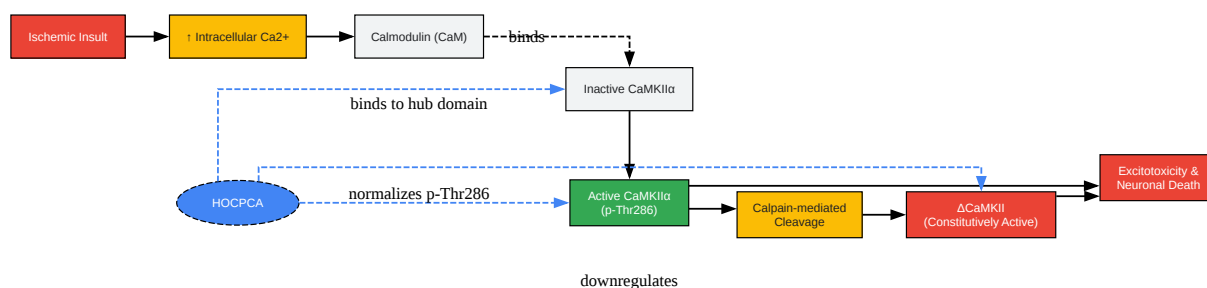 Ischemic Insult
↑ Intracellular Ca2+
Calmodulin (CaM)
binds
Inactive CaMKIIα
binds to hub domain
Excitotoxicity &
Neuronal Death
HOCPCA
normalizes p-Thr286
Active CaMKIIα
(p-Thr286)
Calpain-mediated
Cleavage
ΔCaMKII
(Constitutively Active)
downregulates